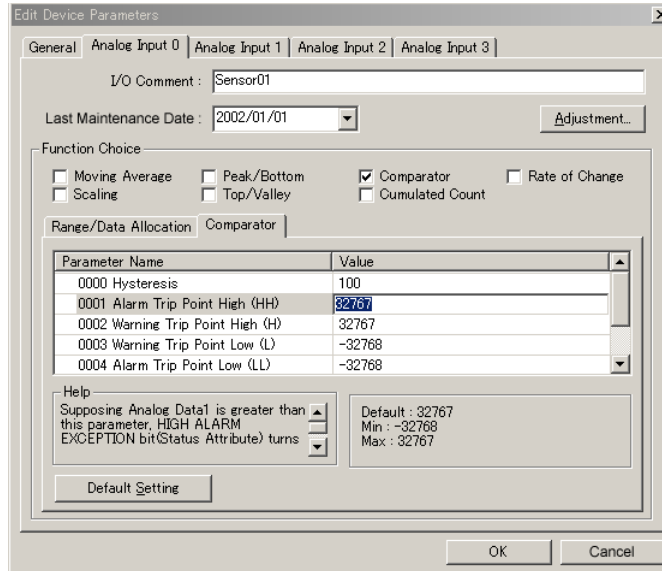 Edit Device Parameters
General Analog Input 0 Analog Input 1 Analog Input 2 Analog Input 3
I/O Comment : Sensor01
Last Maintenance Date : 2002/01/01 Adjustment...
Function Choice
Moving Average Peak/Bottom Comparator Rate of Change
Scaling Top/Valley Cumulated Count
Range/Data Allocation Comparator
Parameter Name Value
0000 Hysteresis 100
0001 Alarm Trip Point High (HH) 32767
0002 Warning Trip Point High (H) 32767
0003 Warning Trip Point Low (L) -32768
0004 Alarm Trip Point Low (LL) -32768
Help
Supposing Analog Data1 is greater than
this parameter, HIGH ALARM
EXCEPTION bit(Status Attribute) turns
Default : 32767
Min : -32768
Max : 32767
Default Setting
OK Cancel